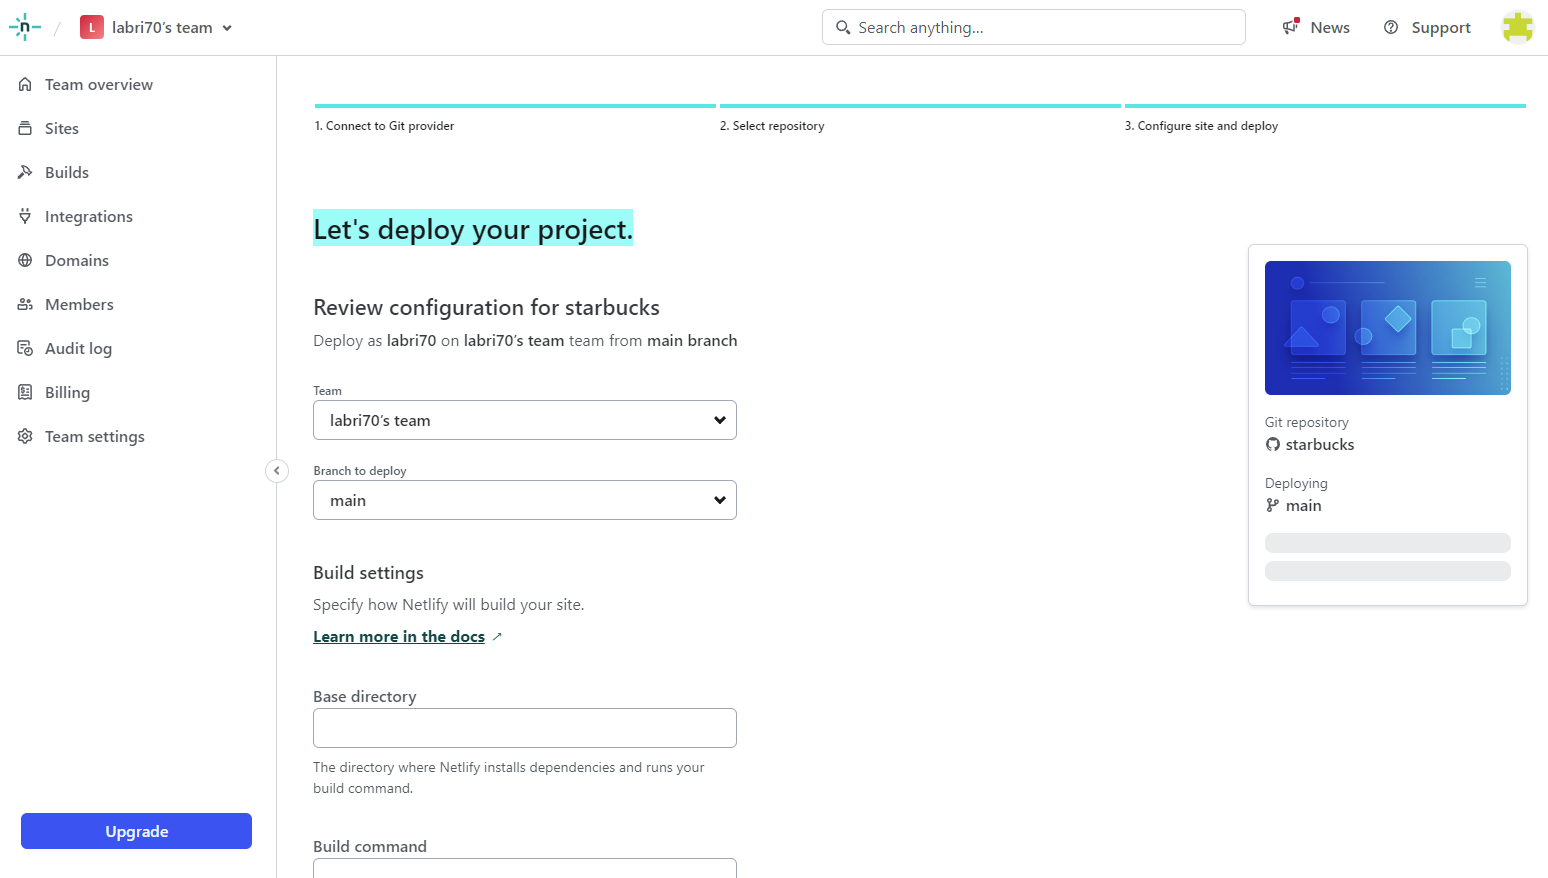 n
L labri70's team
Search anything...
News
Support
Team overview
Sites
Builds
Integrations
Domains
Members
Audit log
Billing
Team settings
Upgrade
1. Connect to Git provider
2. Select repository
3. Configure site and deploy
Let's deploy your project.
Review configuration for starbucks
Deploy as labri70 on labri70's team team from main branch
Team
labri70's team
Branch to deploy
main
Build settings
Specify how Netlify will build your site.
Learn more in the docs
Base directory
The directory where Netlify installs dependencies and runs your
build command.
Build command
Git repository
starbucks
Deploying
main